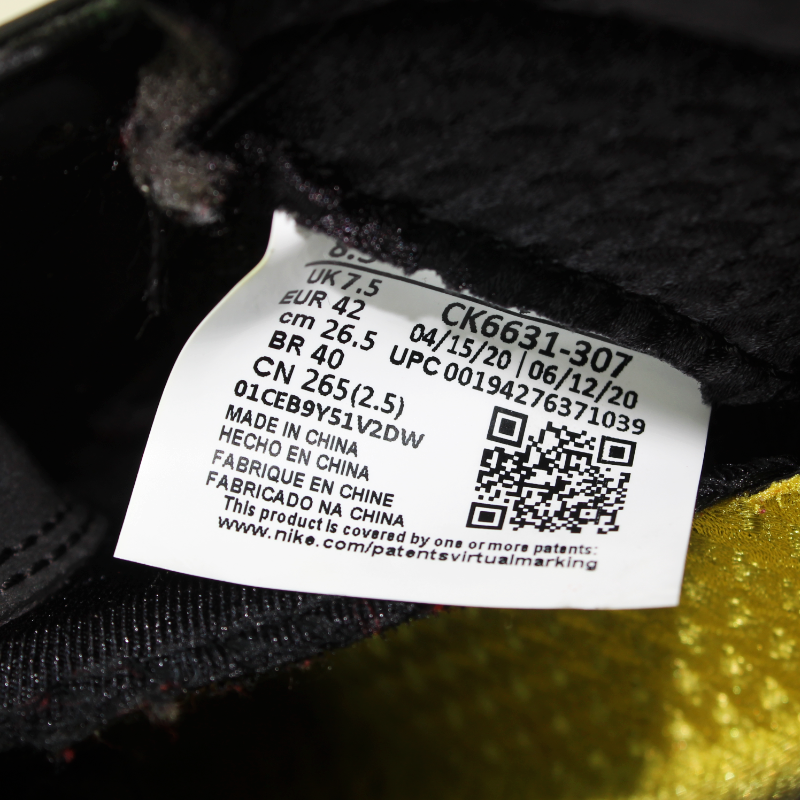 8.5
UK 7.5
EUR 42
cm 26.5
BR 40
CN 265(2.5)
01CEB9Y51V2DW
CK6631-307
04/15/20 | 06/12/20
UPC 00194276371039
MADE IN CHINA
HECHO EN CHINA
FABRIQUE EN CHINE
FABRICADO NA CHINA
This product is covered by one or more patents:
www.nike.com/patentsvirtualmarking